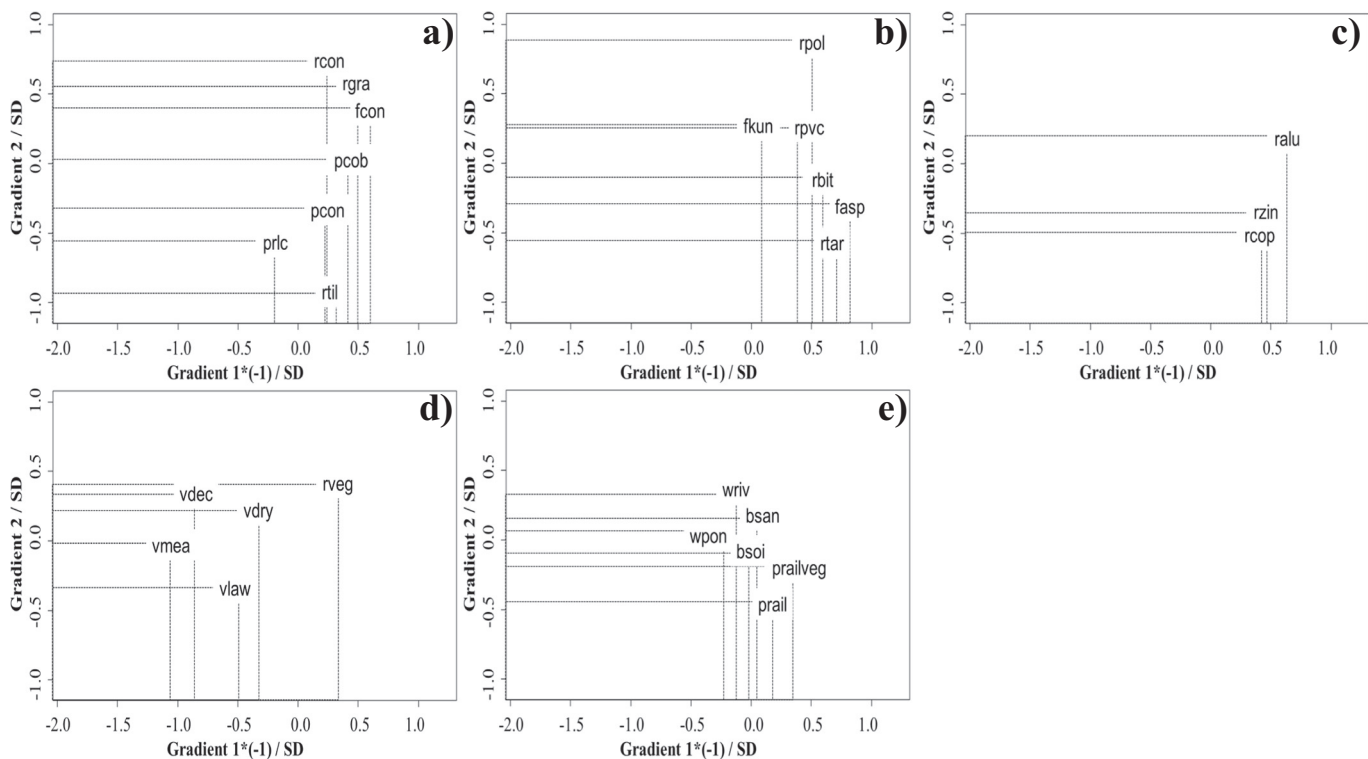 a)
1.0
0.5
0.0
-0.5
-1.0
Gradient 2 / SD
rcon
rgra
fcon
pcob
pcon
prlc
rtil
-2.0 -1.5 -1.0 -0.5 0.0 0.5 1.0
Gradient 1*(-1) / SD
b)
1.0
0.5
0.0
-0.5
-1.0
Gradient 2 / SD
rpol
fkun rpvc
rbit
fasp
rtar
-2.0 -1.5 -1.0 -0.5 0.0 0.5 1.0
Gradient 1*(-1) / SD
c)
1.0
0.5
0.0
-0.5
-1.0
Gradient 2 / SD
ralu
rzin
rcop
-2.0 -1.5 -1.0 -0.5 0.0 0.5 1.0
Gradient 1*(-1) / SD
d)
1.0
0.5
0.0
-0.5
-1.0
Gradient 2 / SD
rveg
vdec
vdry
vmea
vlaw
-2.0 -1.5 -1.0 -0.5 0.0 0.5 1.0
Gradient 1*(-1) / SD
e)
1.0
0.5
0.0
-0.5
-1.0
Gradient 2 / SD
wriv
bsan
wpon
bsoi
prailveg
prail
-2.0 -1.5 -1.0 -0.5 0.0 0.5 1.0
Gradient 1*(-1) / SD